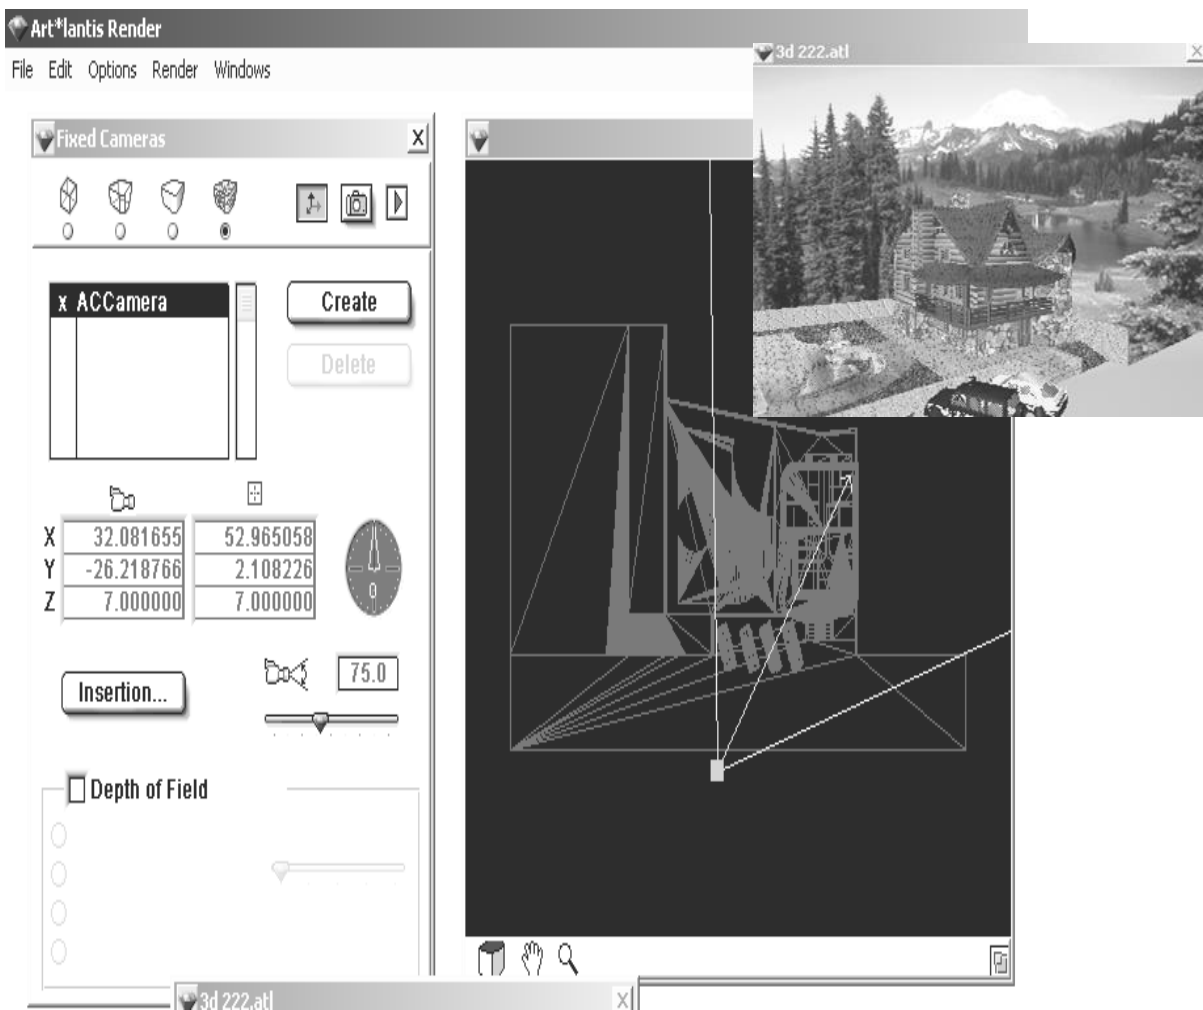 Art*lantis Render
File Edit Options Render Windows
3d 222.atl
Fixed Cameras
x ACCamera
Create
Delete
X 32.081655 52.965058
Y -26.218766 2.108226
Z 7.000000 7.000000
0
Insertion...
75.0
Depth of Field
3d 222.atl